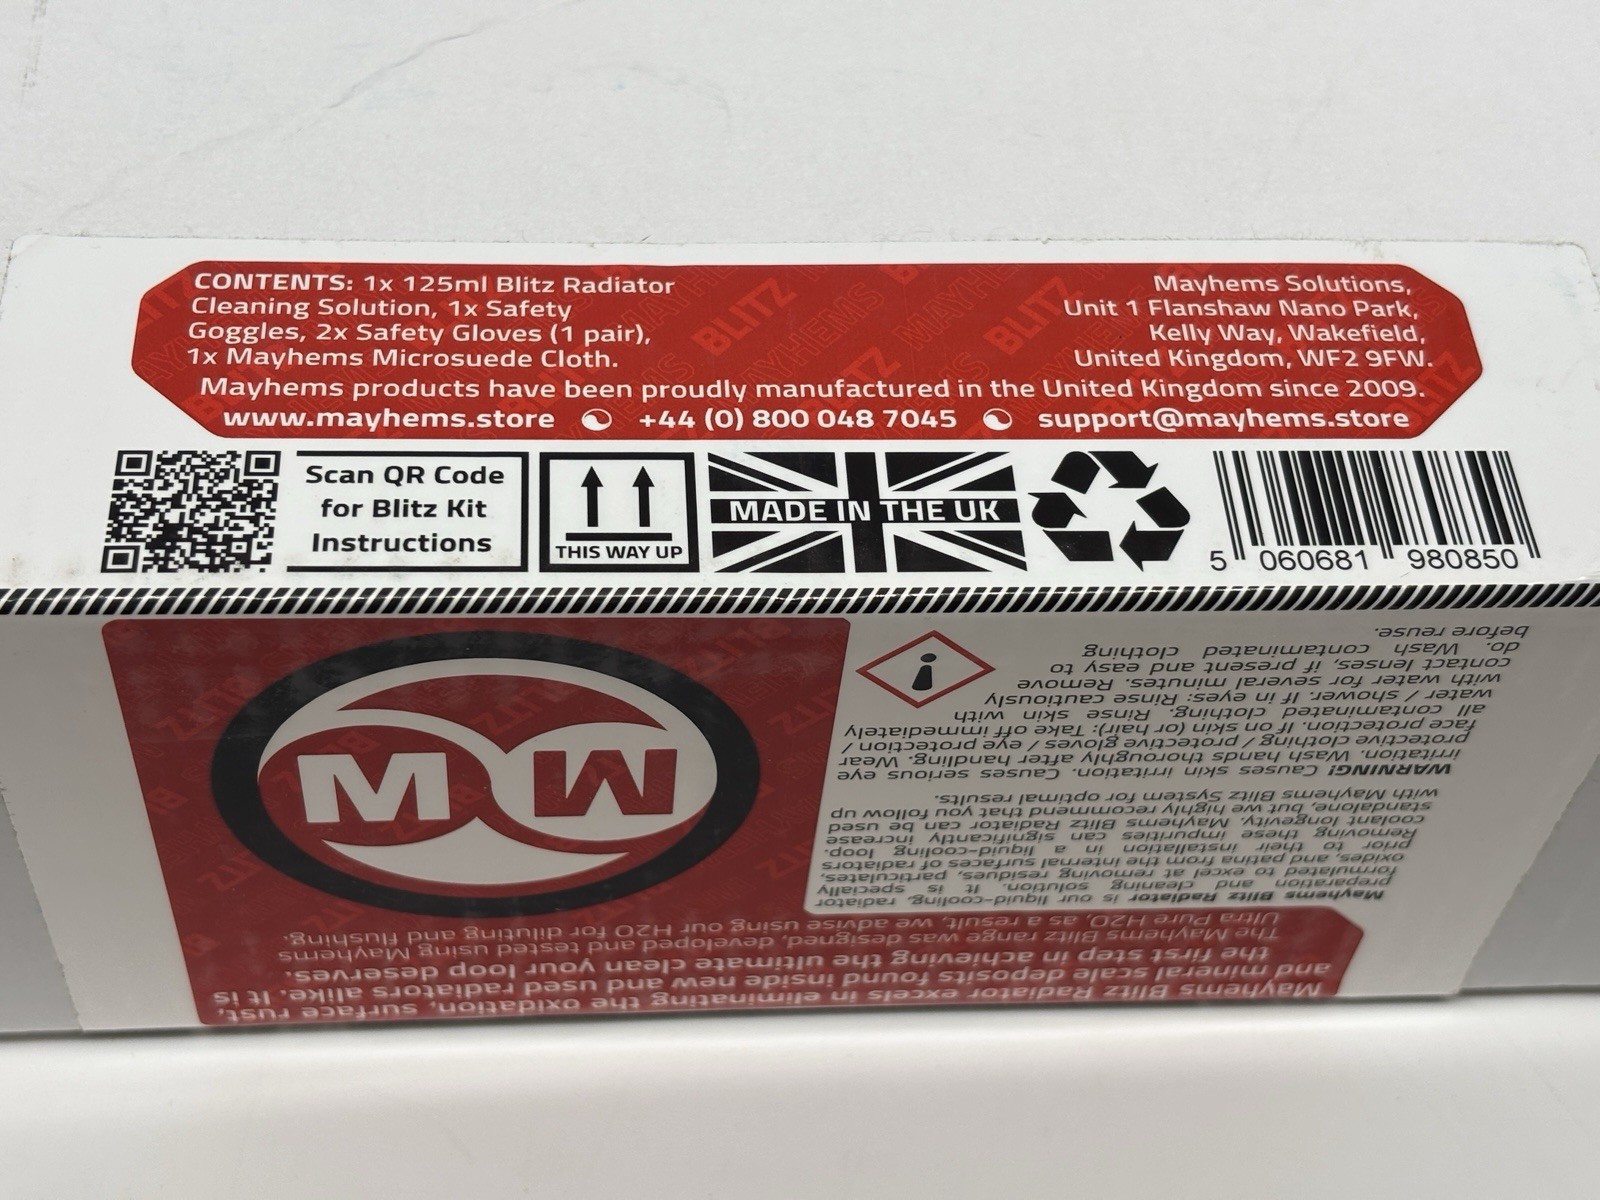 CONTENTS: 1x 125ml Blitz Radiator
Cleaning Solution, 1x Safety
Goggles, 2x Safety Gloves (1 pair),
1x Mayhems Microsuede Cloth.
Mayhems Solutions,
Unit 1 Flanshaw Nano Park,
Kelly Way, Wakefield,
United Kingdom, WF2 9FW.
Mayhems products have been proudly manufactured in the United Kingdom since 2009.
www.mayhems.store +44 (0) 800 048 7045 support@mayhems.store
Scan QR Code
for Blitz Kit
Instructions
THIS WAY UP
MADE IN THE UK
5 060681 980850
Mayhems Blitz Radiator excels in eliminating the oxidation, surface rust,
and mineral scale deposits found inside new and used radiators alike. It is
the first step in achieving the ultimate clean your loop deserves.
The Mayhems Blitz range was designed, developed and tested using Mayhems
Ultra Pure H2O, as a result, we advise using our H2O for diluting and flushing.
Mayhems Blitz Radiator is our liquid-cooling, radiator
preparation and cleaning solution. It is specially
formulated to excel at removing residues, particulates,
oxides, and patina from the internal surfaces of radiators
prior to their installation in a liquid-cooling loop.
Removing these impurities can significantly increase
coolant longevity. Mayhems Blitz Radiator can be used
standalone, but we highly recommend that you follow up
with Mayhems Blitz System for optimal results.
WARNING! Causes skin irritation. Causes serious eye
irritation. Wash hands thoroughly after handling. Wear
protective clothing / protective gloves / eye protection /
face protection. If on skin (or hair): Take off immediately
all contaminated clothing. Rinse skin with
water / shower. If in eyes: Rinse cautiously
with water for several minutes. Remove
contact lenses, if present and easy to
do. Wash contaminated clothing
before reuse.
MM